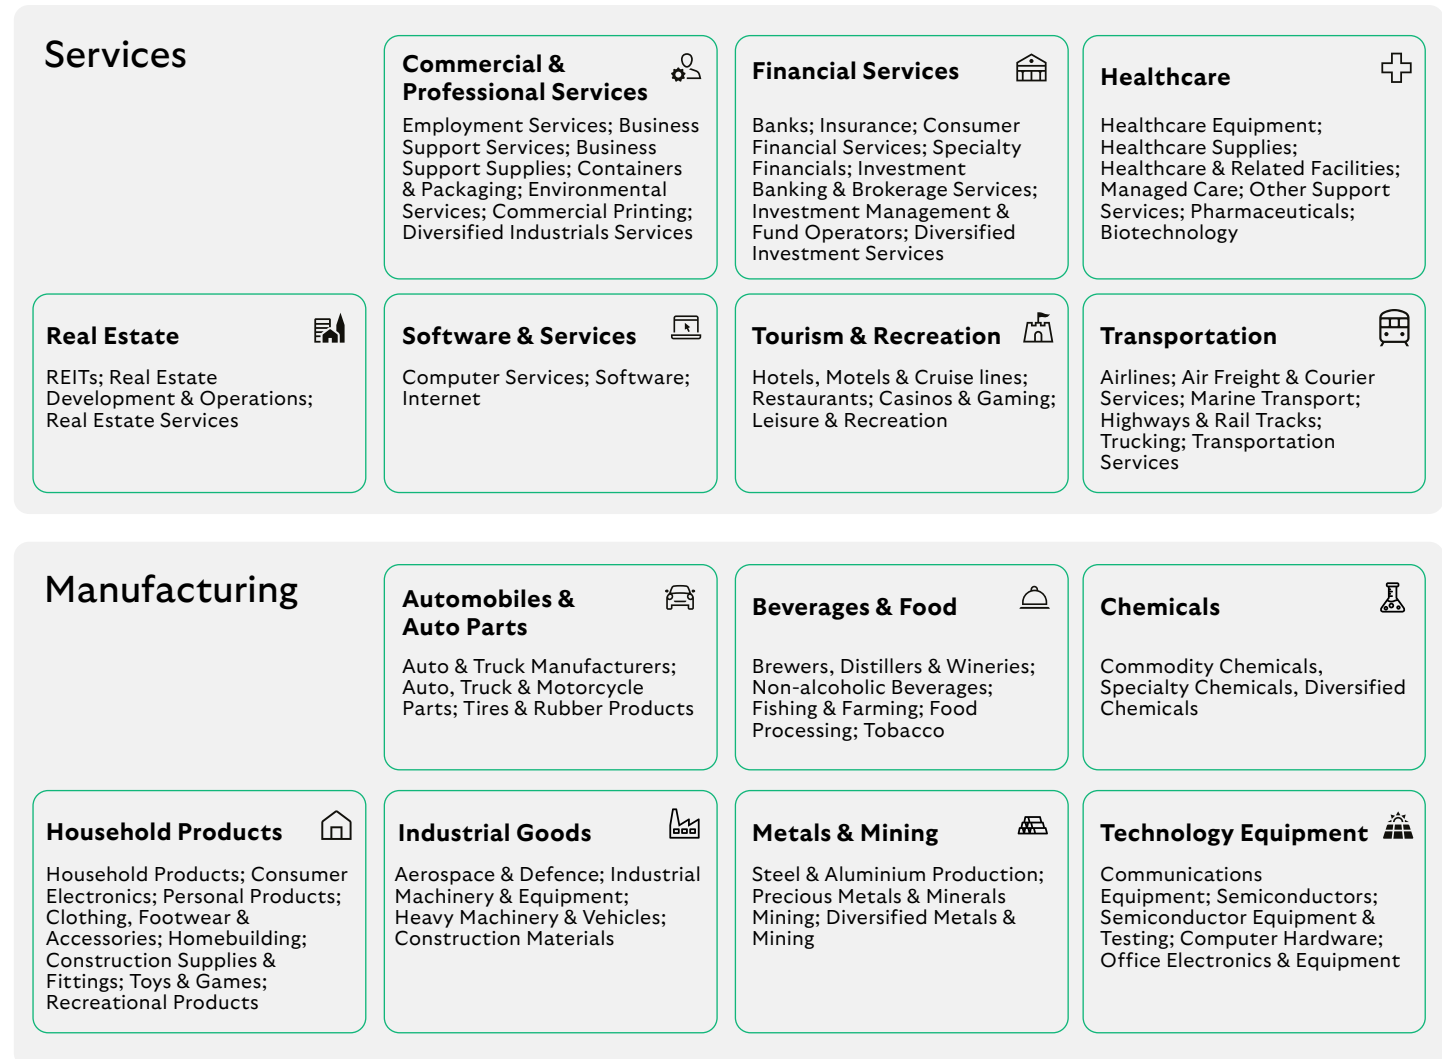 Services
Commercial &
Professional Services
Employment Services; Business
Support Services; Business
Support Supplies; Containers
& Packaging; Environmental
Services; Commercial Printing;
Diversified Industrials Services
Financial Services
Banks; Insurance; Consumer
Financial Services; Specialty
Financials; Investment
Banking & Brokerage Services;
Investment Management &
Fund Operators; Diversified
Investment Services
Healthcare
Healthcare Equipment;
Healthcare Supplies;
Healthcare & Related Facilities;
Managed Care; Other Support
Services; Pharmaceuticals;
Biotechnology
Real Estate
REITs; Real Estate
Development & Operations;
Real Estate Services
Software & Services
Computer Services; Software;
Internet
Tourism & Recreation
Hotels, Motels & Cruise lines;
Restaurants; Casinos & Gaming;
Leisure & Recreation
Transportation
Airlines; Air Freight & Courier
Services; Marine Transport;
Highways & Rail Tracks;
Trucking; Transportation
Services
Manufacturing
Automobiles &
Auto Parts
Auto & Truck Manufacturers;
Auto, Truck & Motorcycle
Parts; Tires & Rubber Products
Beverages & Food
Brewers, Distillers & Wineries;
Non-alcoholic Beverages;
Fishing & Farming; Food
Processing; Tobacco
Chemicals
Commodity Chemicals,
Specialty Chemicals, Diversified
Chemicals
Household Products
Household Products; Consumer
Electronics; Personal Products;
Clothing, Footwear &
Accessories; Homebuilding;
Construction Supplies &
Fittings; Toys & Games;
Recreational Products
Industrial Goods
Aerospace & Defence; Industrial
Machinery & Equipment;
Heavy Machinery & Vehicles;
Construction Materials
Metals & Mining
Steel & Aluminium Production;
Precious Metals & Minerals
Mining; Diversified Metals &
Mining
Technology Equipment
Communications
Equipment; Semiconductors;
Semiconductor Equipment &
Testing; Computer Hardware;
Office Electronics & Equipment